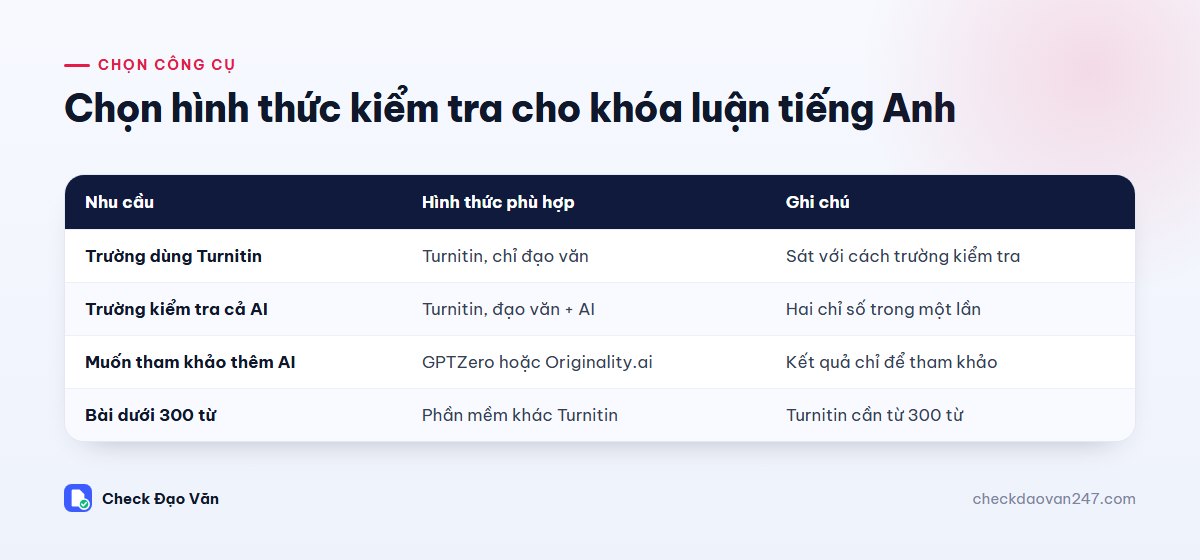 CHỌN CÔNG CỤ
Chọn hình thức kiểm tra cho khóa luận tiếng Anh
Nhu cầu Hình thức phù hợp Ghi chú
Trường dùng Turnitin Turnitin, chỉ đạo văn Sát với cách trường kiểm tra
Trường kiểm tra cả AI Turnitin, đạo văn + AI Hai chỉ số trong một lần
Muốn tham khảo thêm AI GPTZero hoặc Originality.ai Kết quả chỉ để tham khảo
Bài dưới 300 từ Phần mềm khác Turnitin Turnitin cần từ 300 từ
Check Đạo Văn checkdaovan247.com